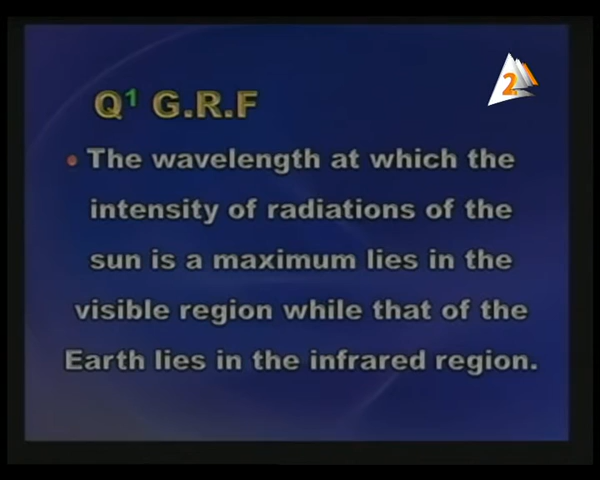 2
Q¹ G.R.F
• The wavelength at which the
intensity of radiations of the
sun is a maximum lies in the
visible region while that of the
Earth lies in the infrared region.